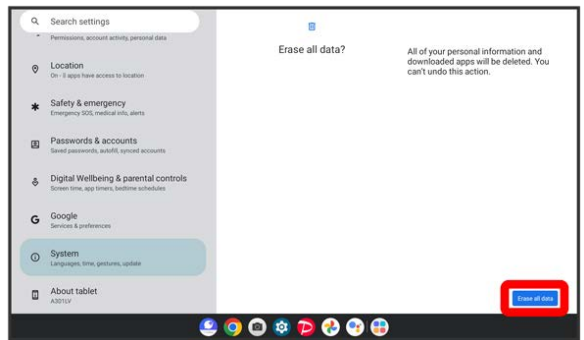 Search settings
Permissions, account activity, personal data
Location
On - 5 apps have access to location
Safety & emergency
Emergency SOS, medical info, alerts
Passwords & accounts
Saved passwords, autofill, synced accounts
Digital Wellbeing & parental controls
Screen time, app timers, bedtime schedules
Google
Services & preferences
System
Languages, time, gestures, update
About tablet
A301LV
Erase all data?
All of your personal information and
downloaded apps will be deleted. You
can't undo this action.
Erase all data